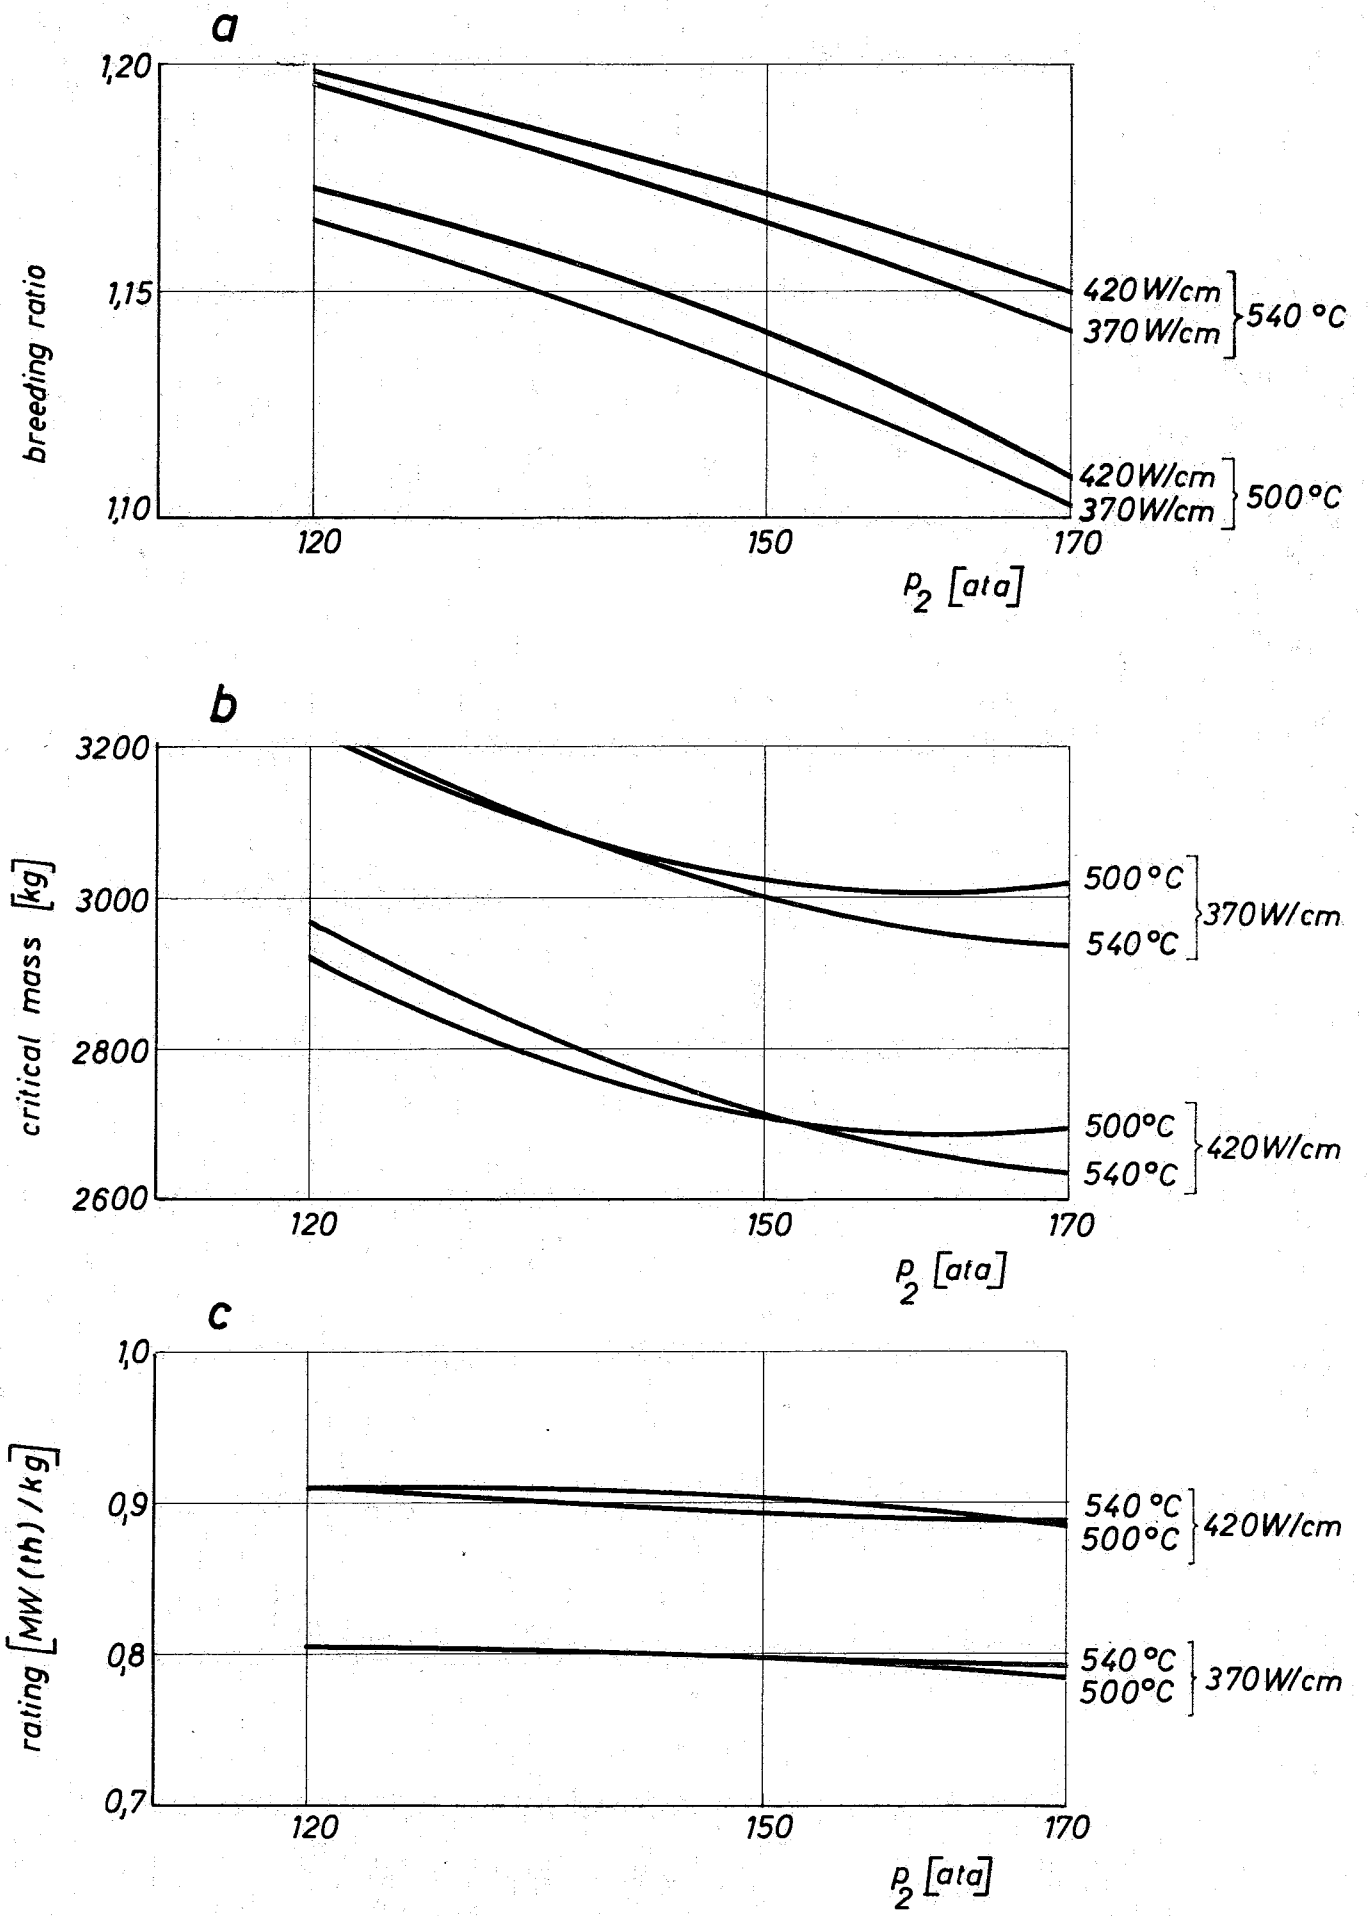 a
1,20
1,15
1,10
breeding ratio
420 W/cm
370 W/cm
540 °C
420 W/cm
370 W/cm
500 °C
120 150 170
p2 [ata]
b
3200
3000
2800
2600
critical mass [kg]
500 °C
540 °C
370 W/cm
500 °C
540 °C
420 W/cm
120 150 170
p2 [ata]
c
1,0
0,9
0,8
0,7
rating [MW(th)/kg]
540 °C
500 °C
420 W/cm
540 °C
500 °C
370 W/cm
120 150 170
p2 [ata]